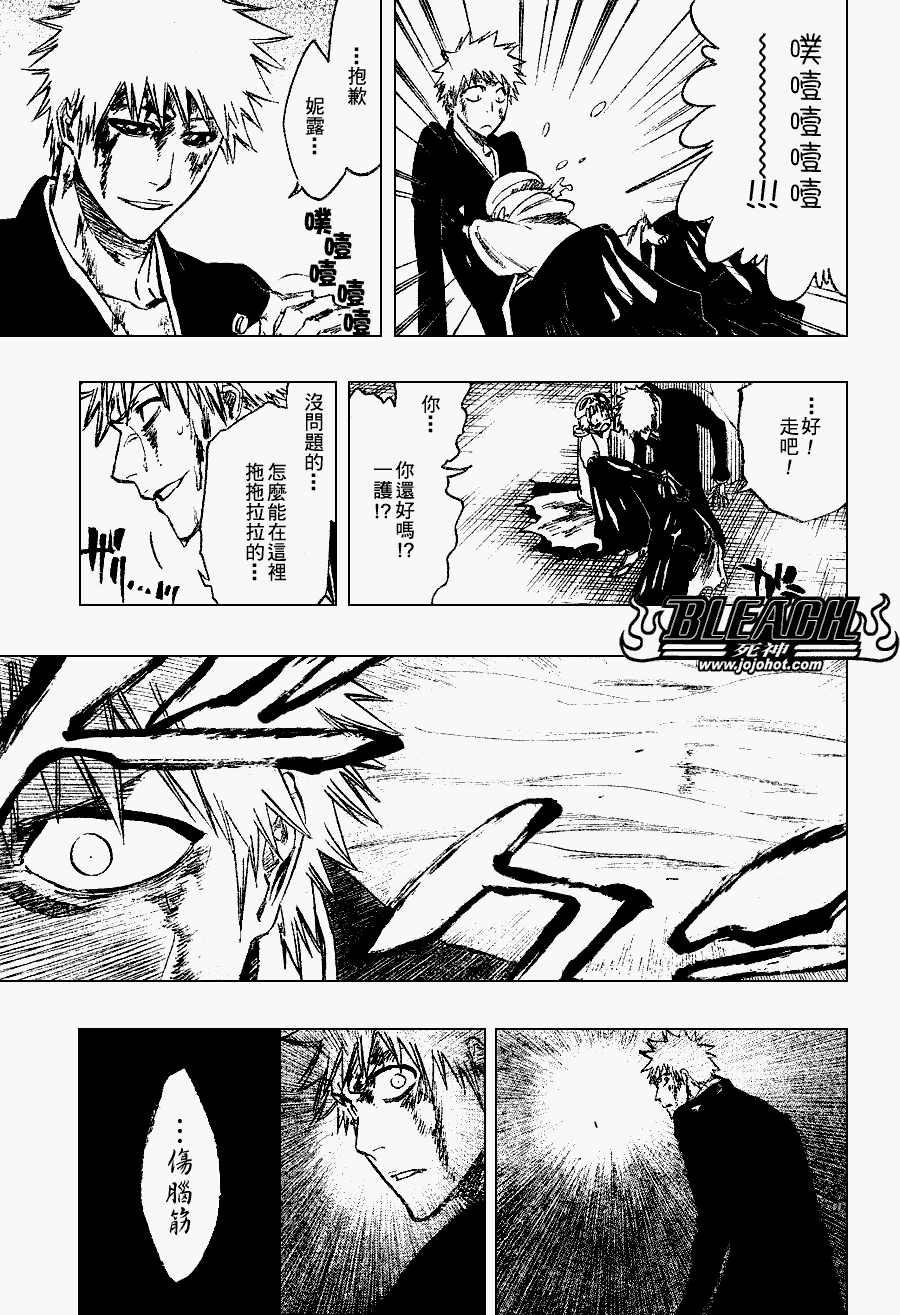 噗噎噎噎噎
～～～!!!
…抱歉
妮露…
噗噎噎噎噎
…好!
走吧!
你…
你還好嗎!?
一護!?
沒問題的…
怎麼能在這裡
拖拖拉拉的…
BLEACH
死神
www.jojohot.com
…傷腦筋